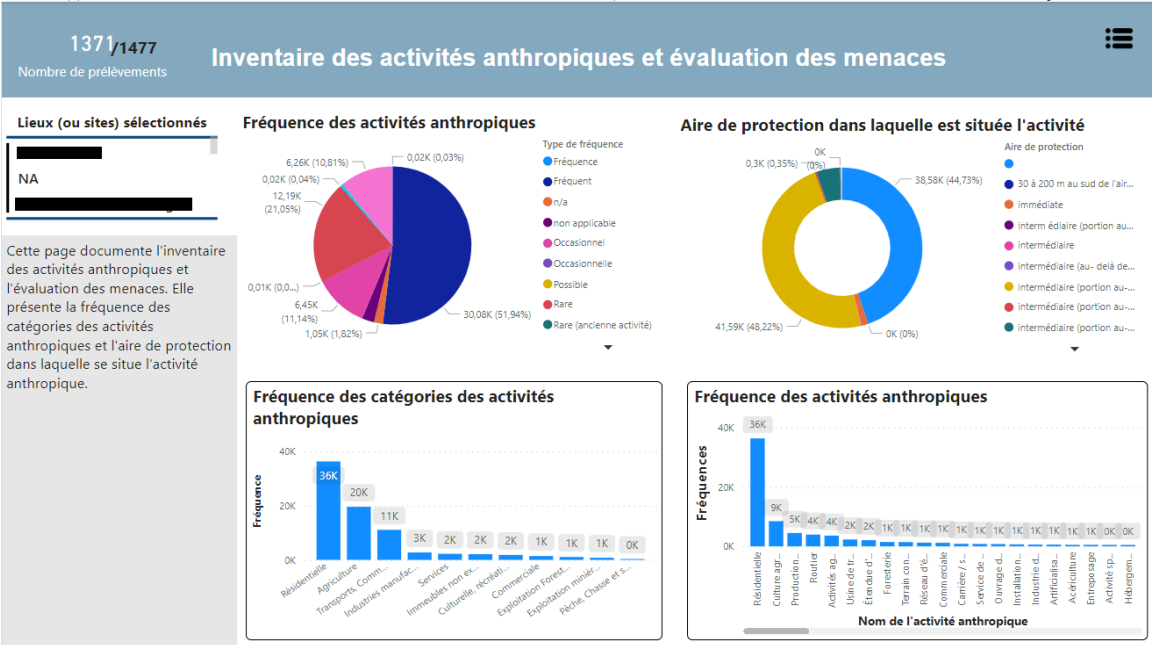 1371/1477
Nombre de prélèvements
Inventaire des activités anthropiques et évaluation des menaces
Lieux (ou sites) sélectionnés
NA
Cette page documente l'inventaire
des activités anthropiques et
l'évaluation des menaces. Elle
présente la fréquence des
catégories des activités
anthropiques et l'aire de protection
dans laquelle se situe l'activité
anthropique.
Fréquence des activités anthropiques
6,26K (10,81%)
0,02K (0,03%)
0,02K (0,04%)
12,19K
(21,05%)
0,01K (0,0...)
6,45K
(11,14%)
1,05K (1,82%)
30,08K (51,94%)
Type de fréquence
Fréquence
Fréquent
n/a
non applicable
Occasionnel
Occasionnelle
Possible
Rare
Rare (ancienne activité)
Aire de protection dans laquelle est située l'activité
0K
(0%)
0,3K (0,35%)
38,58K (44,73%)
41,59K (48,22%)
0K (0%)
Aire de protection
30 à 200 m au sud de l'air...
immédiate
interm édiaire (portion au...
intermédiaire
intermédiaire (au- delà de...
intermédiaire (portion au-...
intermédiaire (portion au-...
intermédiaire (portion au-...
Fréquence des catégories des activités
anthropiques
Fréquence
40K
20K
0K
36K
20K
11K
3K
2K
2K
2K
1K
1K
1K
0K
Résidentielle
Agriculture
Transports, Comm...
Industries manufac...
Services
Immeubles non ex...
Culturelle, récréati...
Commerciale
Exploitation Forest...
Exploitation minièr...
Pêche, Chasse et s...
Fréquence des activités anthropiques
Fréquences
40K
20K
0K
36K
9K
5K
4K
4K
2K
2K
1K
1K
1K
1K
1K
1K
1K
1K
1K
1K
1K
1K
0K
0K
Résidentielle
Culture agr...
Production...
Routier
Activités ag...
Usine de tr...
Étendue d'...
Foresterie
Terrain con...
Réseau d'é...
Commerciale
Carrière / s...
Service de ...
Ouvrage d...
Installation...
Industrie d...
Artificialisa...
Acériculture
Entreposage
Activité sp...
Hébergem...
Nom de l'activité anthropique